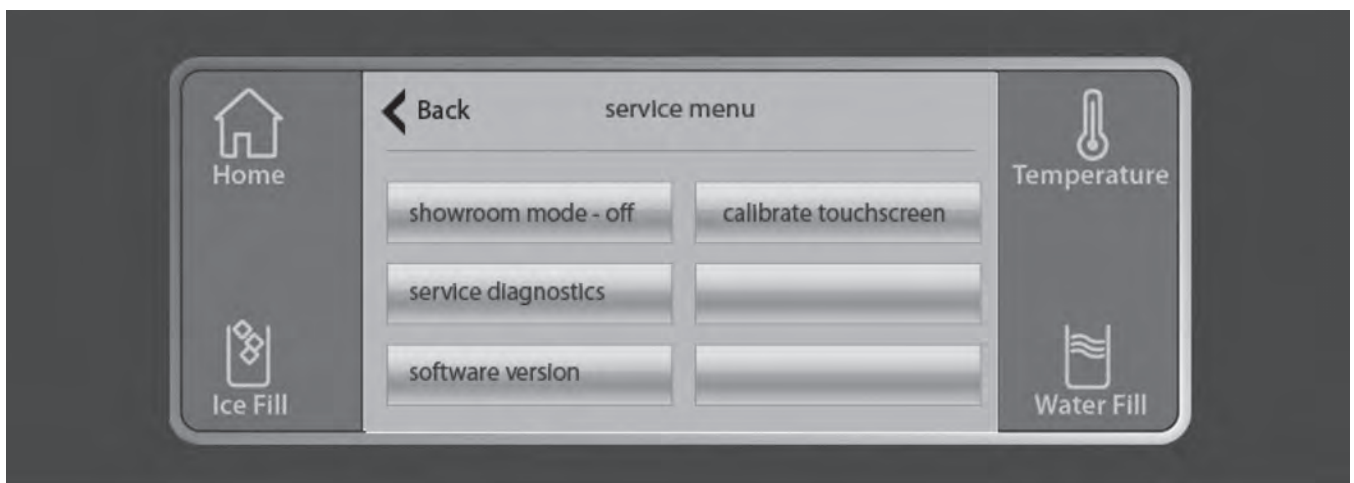 Home
Ice Fill
Back
service menu
showroom mode - off
calibrate touchscreen
service diagnostics
software version
Temperature
Water Fill